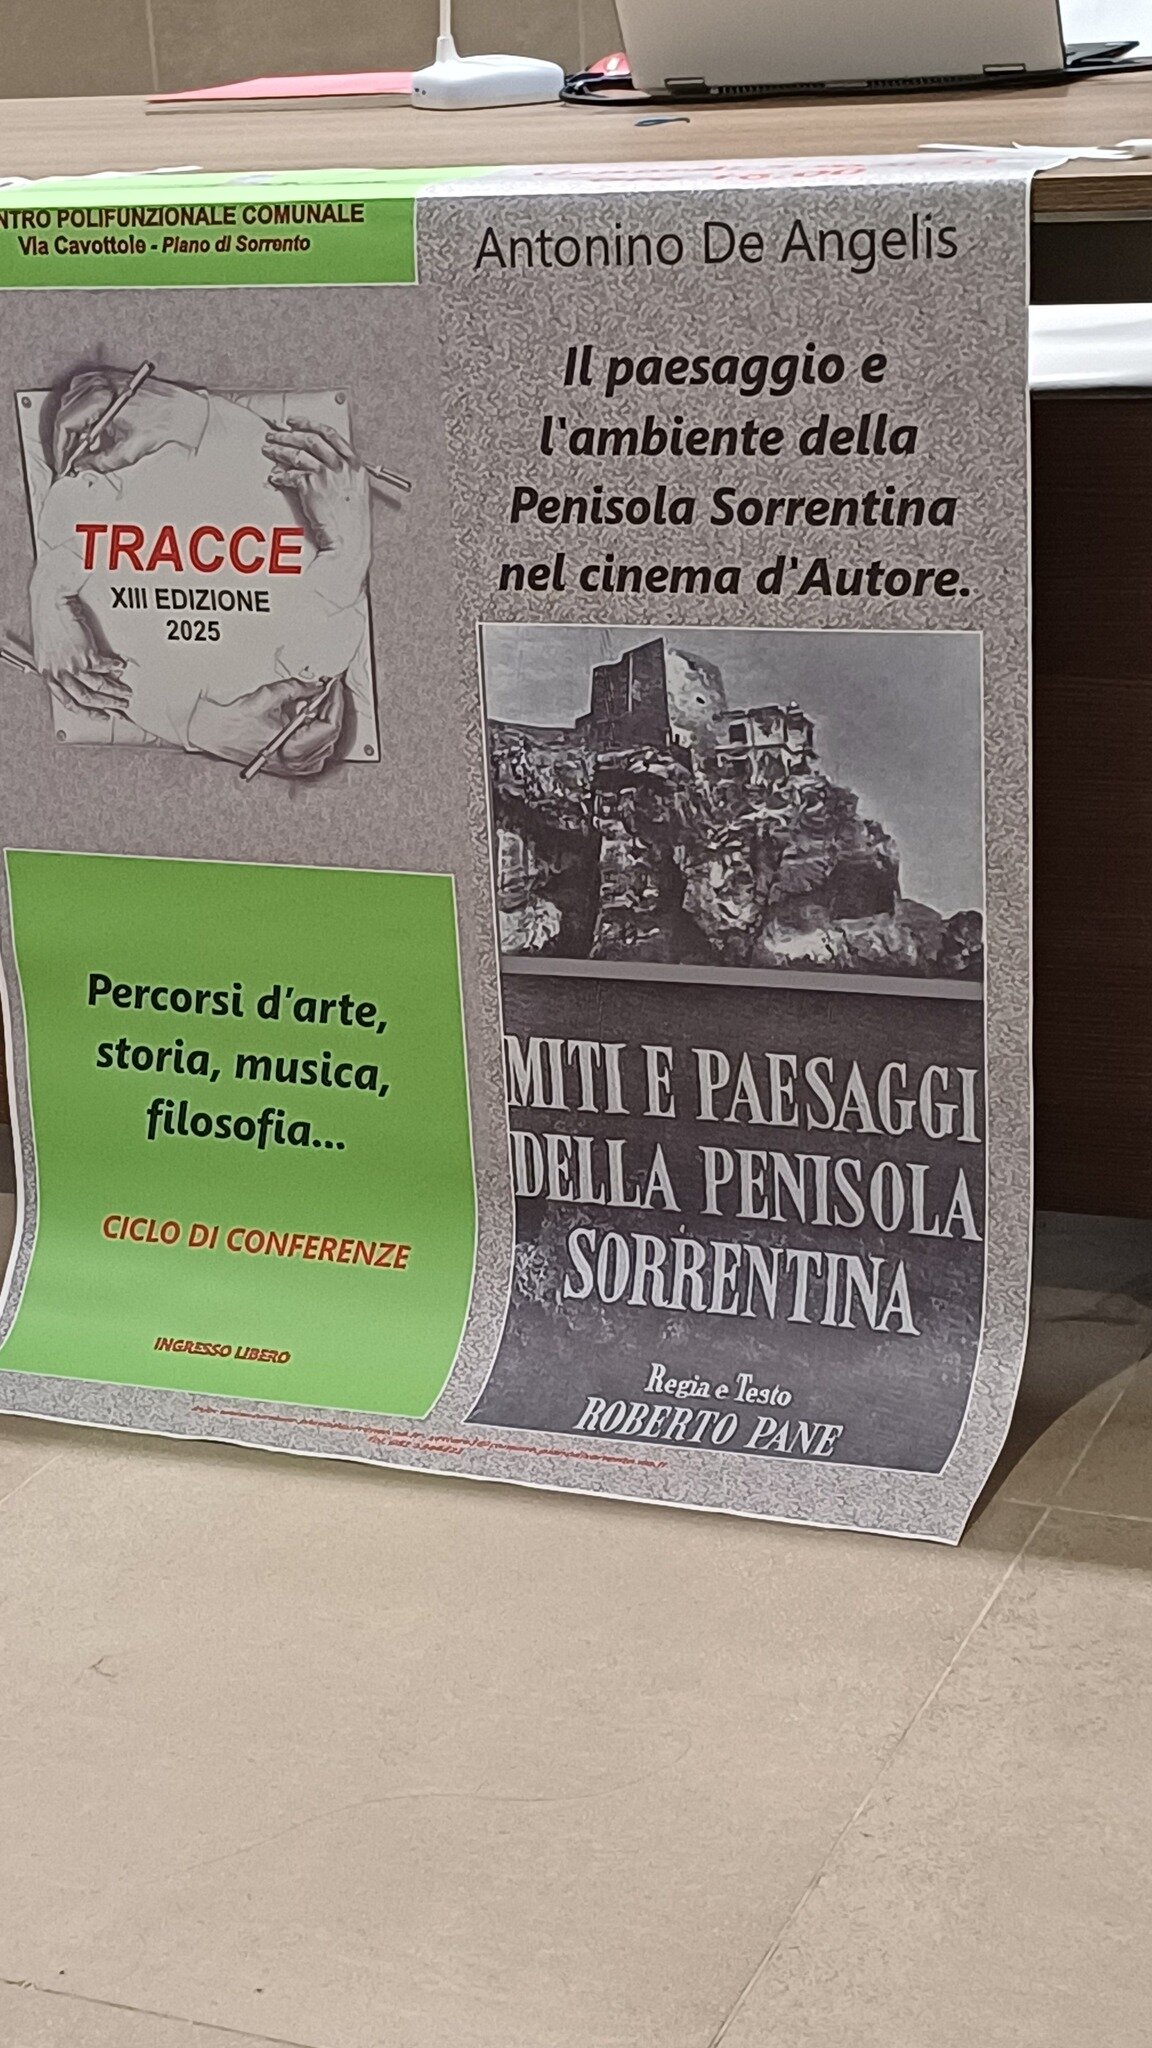 NTRO POLIFUNZIONALE COMUNALE
Via Cavottole - Piano di Sorrento
TRACCE
XIII EDIZIONE
2025
Percorsi d'arte,
storia, musica,
filosofia...
CICLO DI CONFERENZE
INGRESSO LIBERO
Antonino De Angelis
Il paesaggio e
l'ambiente della
Penisola Sorrentina
nel cinema d'Autore.
MITI E PAESAGGI
DELLA PENISOLA
SORRENTINA
Regia e Testo
ROBERTO PANE